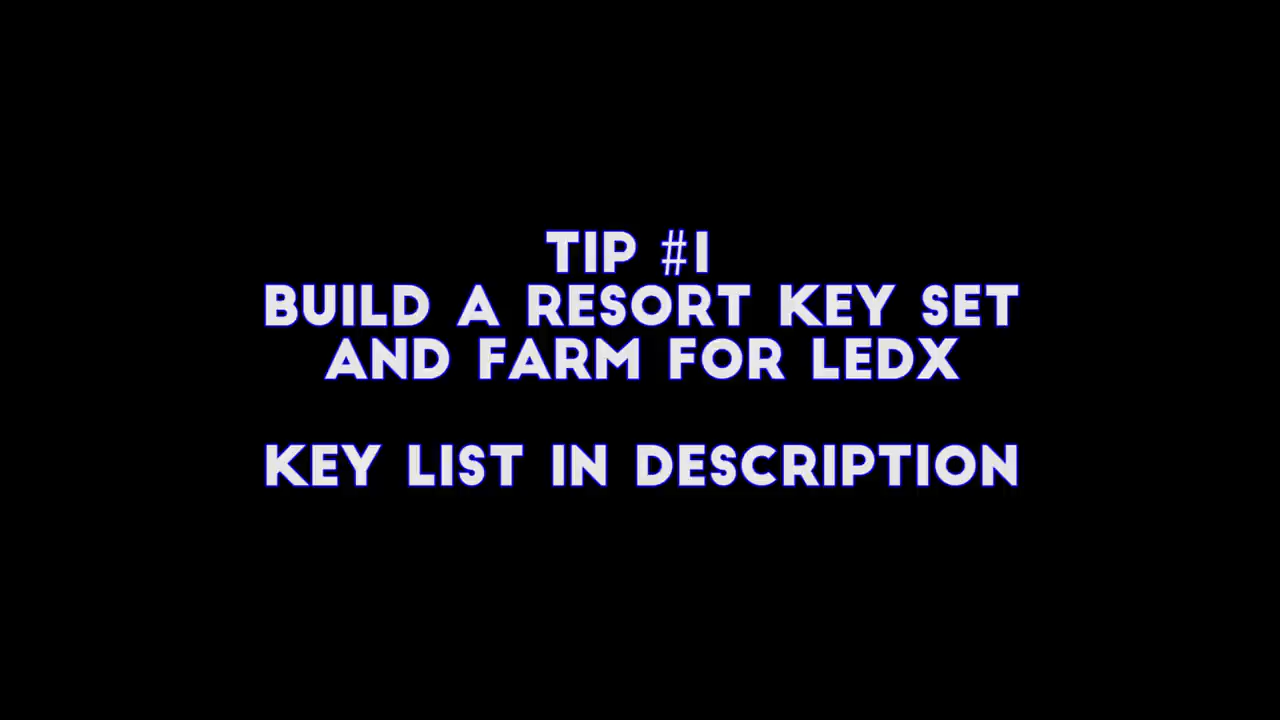 TIP #1
BUILD A RESORT KEY SET
AND FARM FOR LEDX
KEY LIST IN DESCRIPTION